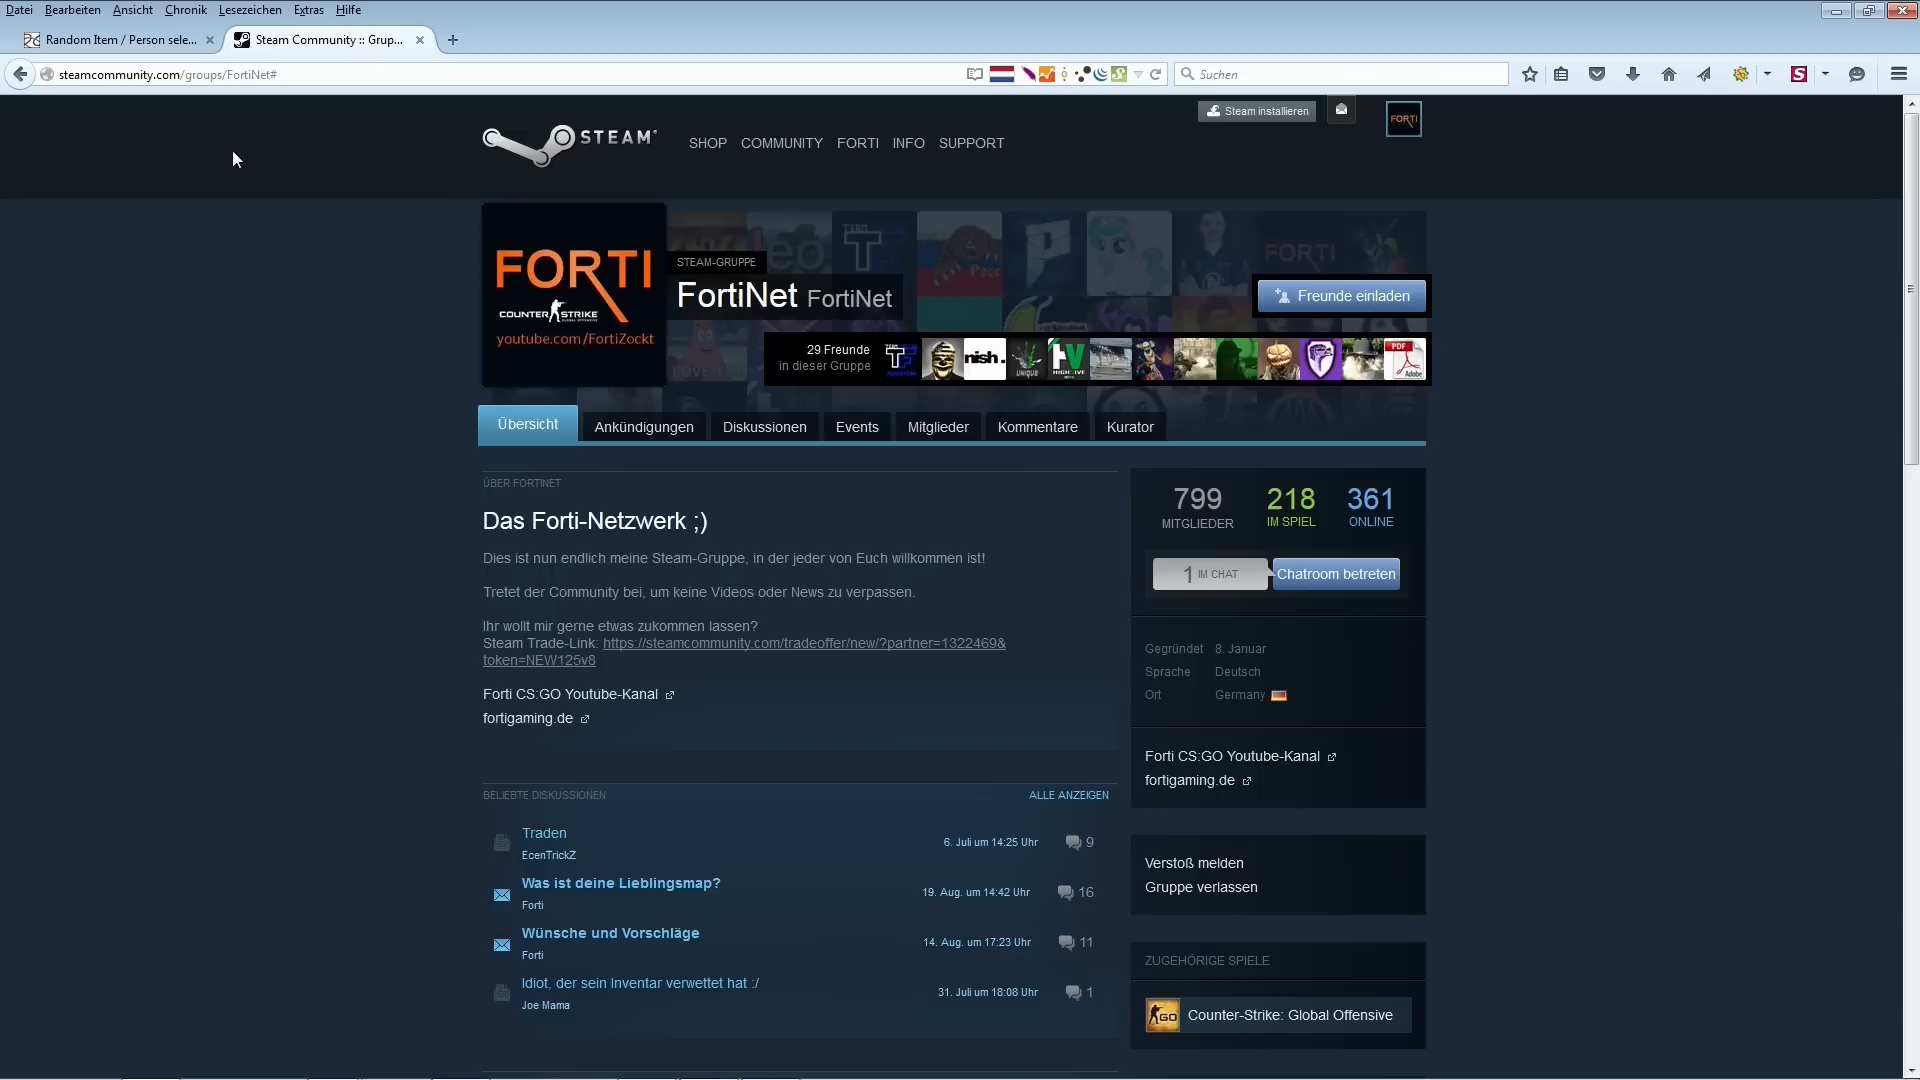 Datei Bearbeiten Ansicht Chronik Lesezeichen Extras Hilfe
Random Item / Person sele...
Steam Community :: Grup...
steamcommunity.com/groups/FortiNet#
Suchen
Steam installieren
FORTI
STEAM
SHOP COMMUNITY FORTI INFO SUPPORT
FORTI
COUNTER STRIKE
youtube.com/FortiZockt
STEAM-GRUPPE
FortiNet FortiNet
Freunde einladen
29 Freunde
in dieser Gruppe
nish.
UNIQUE
PDF
Adobe
Übersicht
Ankündigungen
Diskussionen
Events
Mitglieder
Kommentare
Kurator
ÜBER FORTINET
Das Forti-Netzwerk ;)
Dies ist nun endlich meine Steam-Gruppe, in der jeder von Euch willkommen ist!
Tretet der Community bei, um keine Videos oder News zu verpassen.
Ihr wollt mir gerne etwas zukommen lassen?
Steam Trade-Link: https://steamcommunity.com/tradeoffer/new/?partner=1322469&
token=NEW125v8
Forti CS:GO Youtube-Kanal
fortigaming.de
799 218 361
MITGLIEDER IM SPIEL ONLINE
1 IM CHAT
Chatroom betreten
Gegründet 8. Januar
Sprache Deutsch
Ort Germany
Forti CS:GO Youtube-Kanal
fortigaming.de
Verstoß melden
Gruppe verlassen
ZUGEHÖRIGE SPIELE
GO
Counter-Strike: Global Offensive
BELIEBTE DISKUSSIONEN
ALLE ANZEIGEN
Traden
EcenTrickZ
6. Juli um 14:25 Uhr
9
Was ist deine Lieblingsmap?
Forti
19. Aug. um 14:42 Uhr
16
Wünsche und Vorschläge
Forti
14. Aug. um 17:23 Uhr
11
Idiot, der sein Inventar verwettet hat :/
Joe Mama
31. Juli um 18:08 Uhr
1